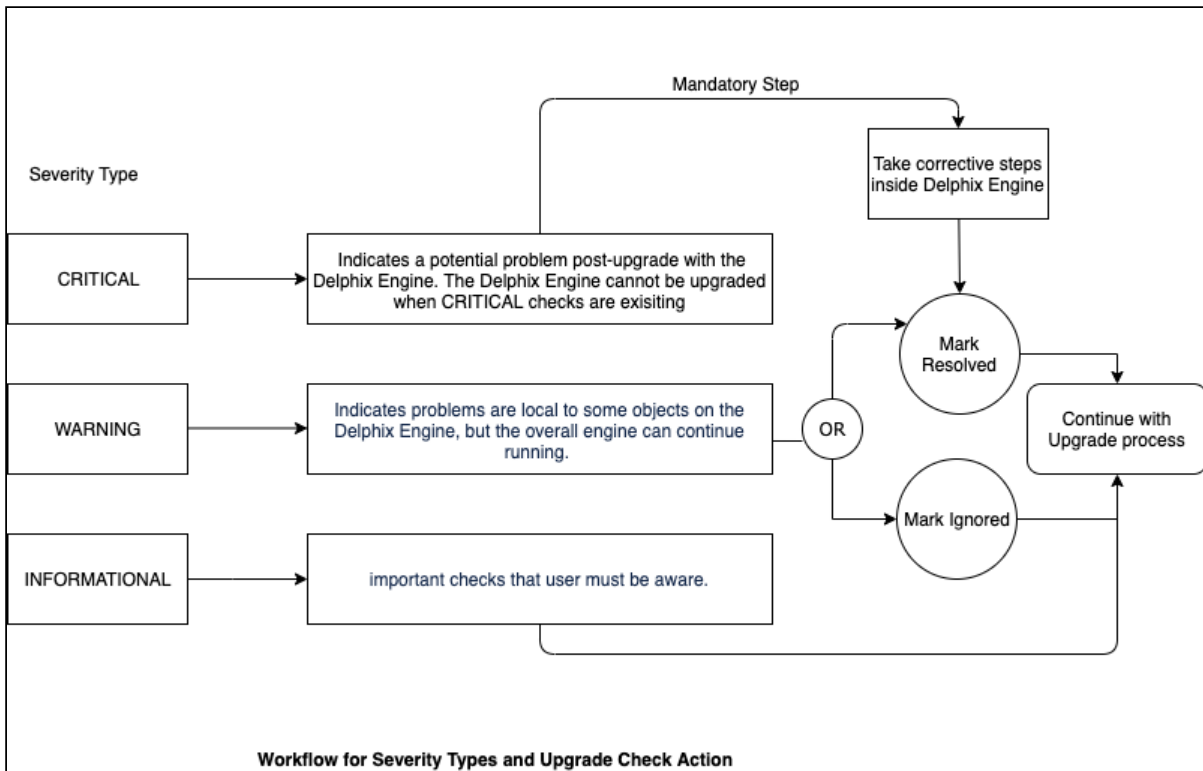 Mandatory Step
Take corrective steps
inside Delphix Engine
Severity Type
CRITICAL
Indicates a potential problem post-upgrade with the
Delphix Engine. The Delphix Engine cannot be upgraded
when CRITICAL checks are exisiting
Mark
Resolved
WARNING
Indicates problems are local to some objects on the
Delphix Engine, but the overall engine can continue
running.
OR
Continue with
Upgrade process
Mark Ignored
INFORMATIONAL
important checks that user must be aware.
Workflow for Severity Types and Upgrade Check Action